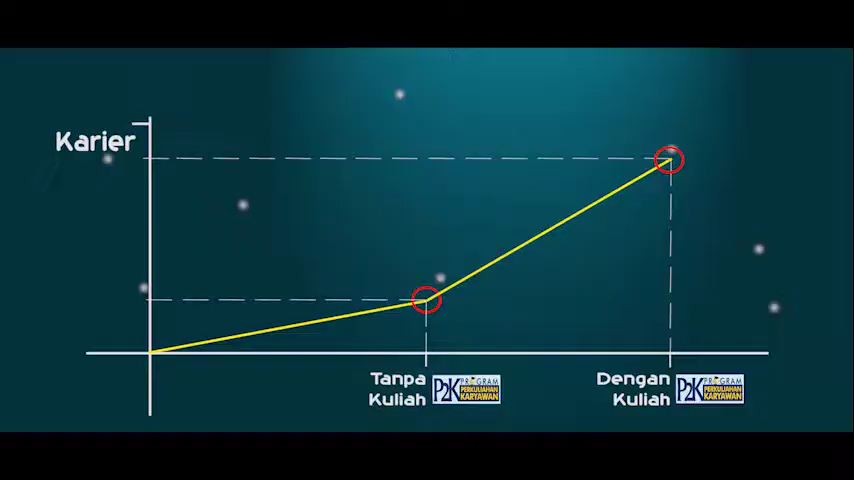 Karier
Tanpa
Kuliah
P2K PROGRAM
PERKULIAHAN
KARYAWAN
Dengan
Kuliah
P2K PROGRAM
PERKULIAHAN
KARYAWAN